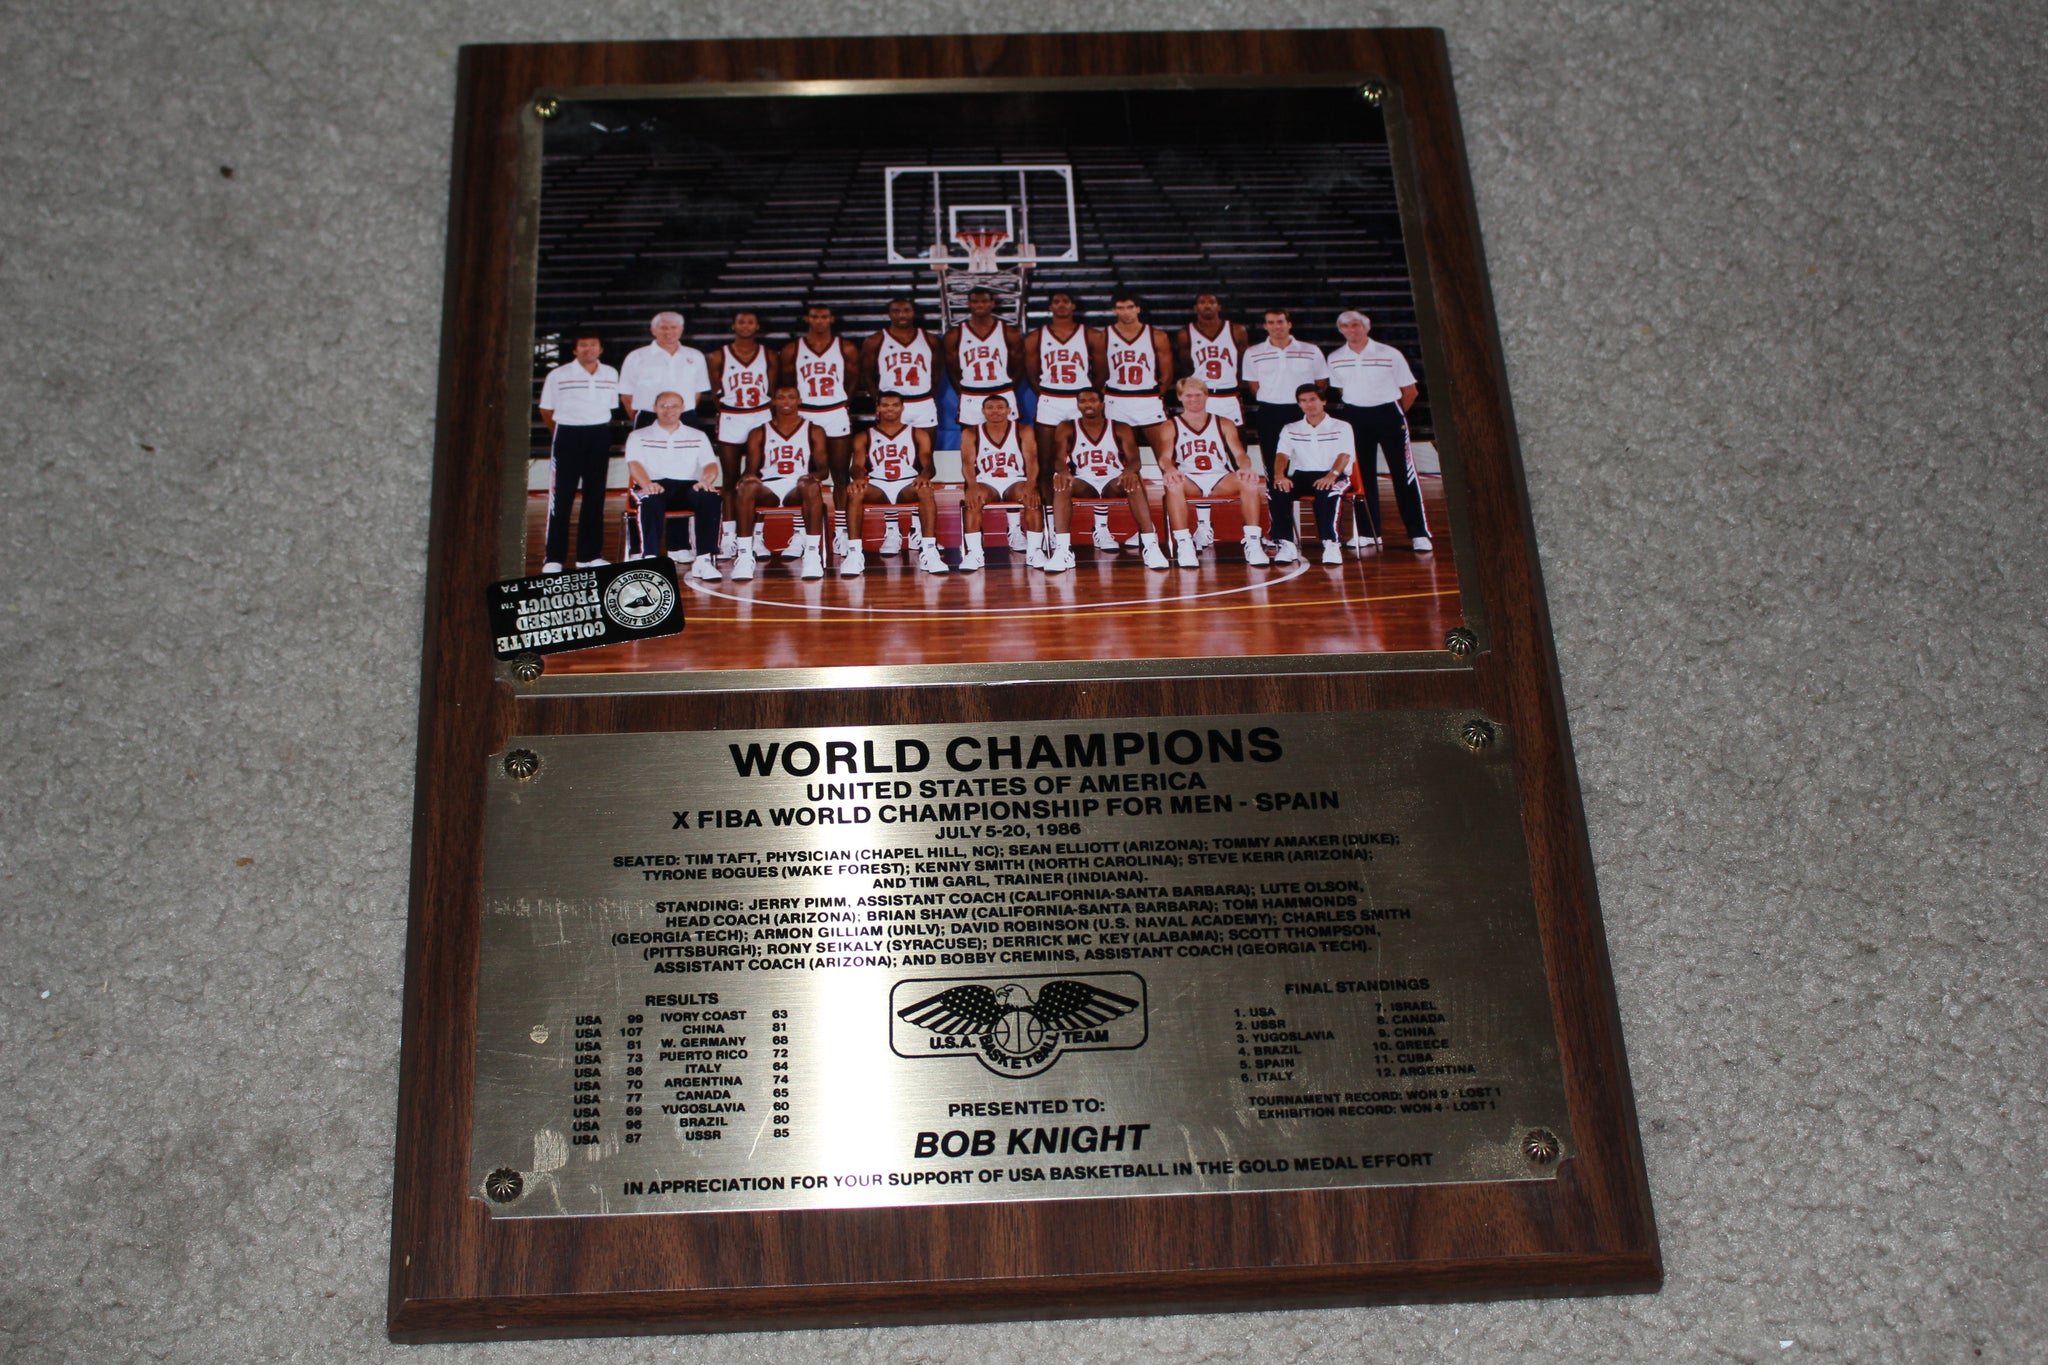 USA 13
USA 12
USA 14
USA 11
USA 15
USA 10
USA 9
USA 8
USA 5
USA 4
USA
USA
COLLEGIATE
LICENSED
PRODUCT ™
CARSON
FREEPORT, PA
COLLEGIATE LICENSED PRODUCT
WORLD CHAMPIONS
UNITED STATES OF AMERICA
X FIBA WORLD CHAMPIONSHIP FOR MEN - SPAIN
JULY 5-20, 1986
SEATED: TIM TAFT, PHYSICIAN (CHAPEL HILL, NC); SEAN ELLIOTT (ARIZONA); TOMMY AMAKER (DUKE);
TYRONE BOGUES (WAKE FOREST); KENNY SMITH (NORTH CAROLINA); STEVE KERR (ARIZONA);
AND TIM GARL, TRAINER (INDIANA).
STANDING: JERRY PIMM, ASSISTANT COACH (CALIFORNIA-SANTA BARBARA); LUTE OLSON,
HEAD COACH (ARIZONA); BRIAN SHAW (CALIFORNIA-SANTA BARBARA); TOM HAMMONDS
(GEORGIA TECH); ARMON GILLIAM (UNLV); DAVID ROBINSON (U.S. NAVAL ACADEMY); CHARLES SMITH
(PITTSBURGH); RONY SEIKALY (SYRACUSE); DERRICK MC KEY (ALABAMA); SCOTT THOMPSON,
ASSISTANT COACH (ARIZONA); AND BOBBY CREMINS, ASSISTANT COACH (GEORGIA TECH).
RESULTS
USA 99 IVORY COAST 63
USA 107 CHINA 81
USA 81 W. GERMANY 68
USA 73 PUERTO RICO 72
USA 86 ITALY 64
USA 70 ARGENTINA 74
USA 77 CANADA 65
USA 69 YUGOSLAVIA 60
USA 96 BRAZIL 80
USA 87 USSR 85
U.S.A. BASKETBALL TEAM
PRESENTED TO:
BOB KNIGHT
IN APPRECIATION FOR YOUR SUPPORT OF USA BASKETBALL IN THE GOLD MEDAL EFFORT
FINAL STANDINGS
1. USA 7. ISRAEL
2. USSR 8. CANADA
3. YUGOSLAVIA 9. CHINA
4. BRAZIL 10. GREECE
5. SPAIN 11. CUBA
6. ITALY 12. ARGENTINA
TOURNAMENT RECORD: WON 9 - LOST 1
EXHIBITION RECORD: WON 4 - LOST 1